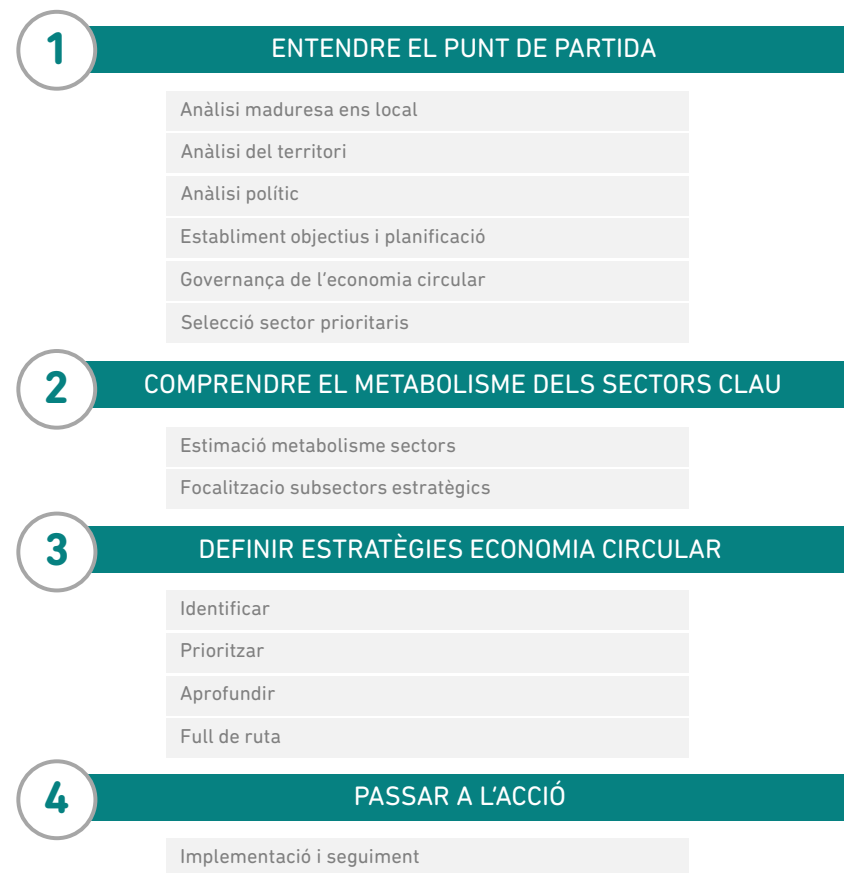 1
ENTENDRE EL PUNT DE PARTIDA
Anàlisi maduresa ens local
Anàlisi del territori
Anàlisi polític
Establiment objectius i planificació
Governança de l’economia circular
Selecció sector prioritaris
2
COMPRENDRE EL METABOLISME DELS SECTORS CLAU
Estimació metabolisme sectors
Focalitzacio subsectors estratègics
3
DEFINIR ESTRATÈGIES ECONOMIA CIRCULAR
Identificar
Prioritzar
Aprofundir
Full de ruta
4
PASSAR A L’ACCIÓ
Implementació i seguiment